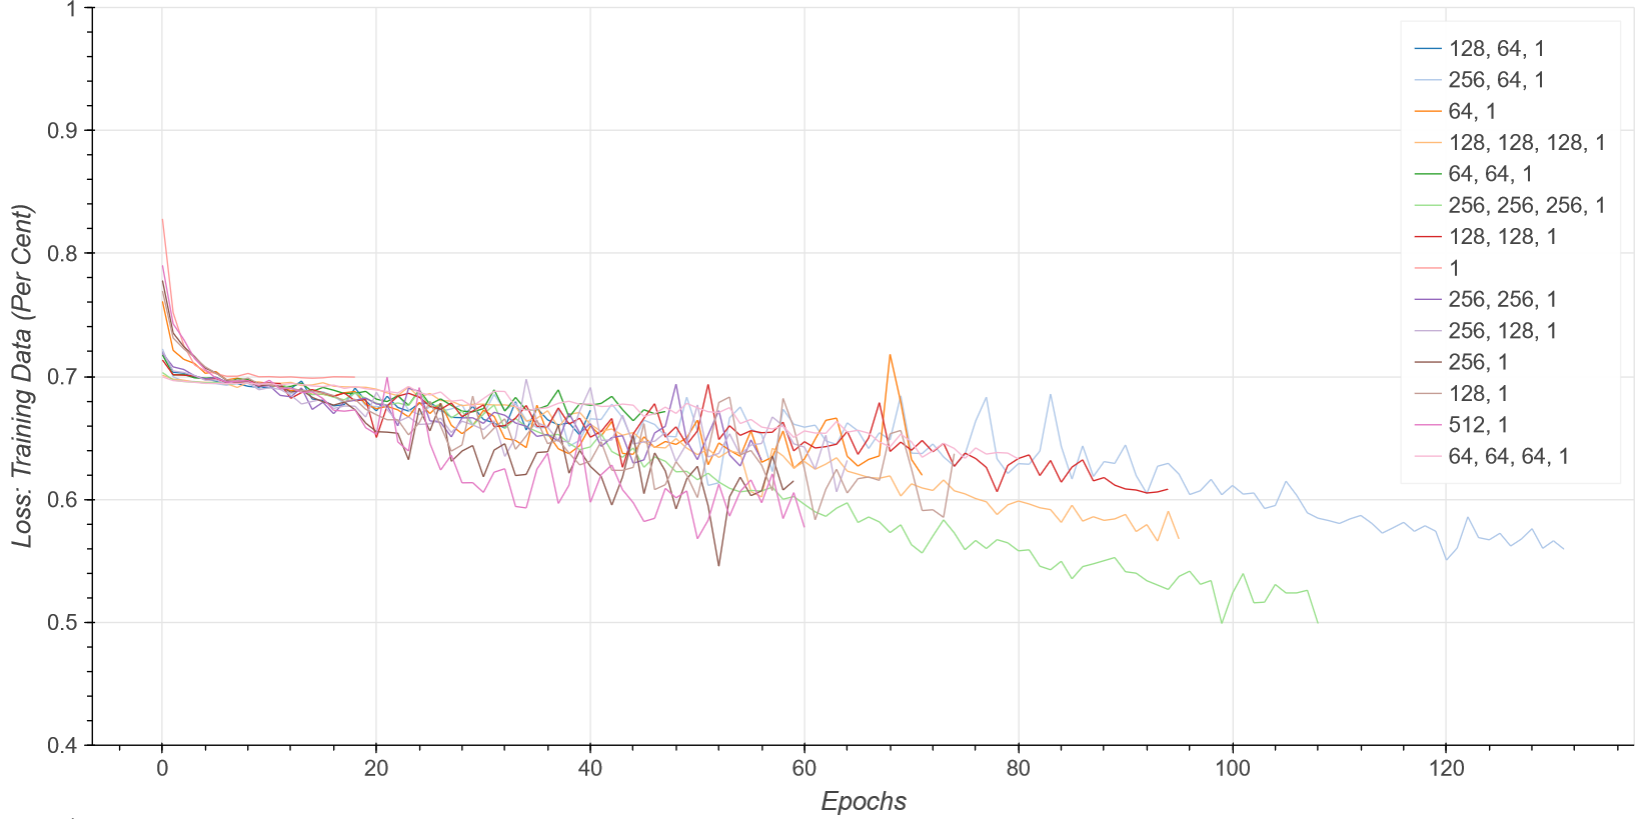 1
0.9
0.8
0.7
0.6
0.5
0.4
Loss: Training Data (Per Cent)
0 20 40 60 80 100 120
Epochs
128, 64, 1
256, 64, 1
64, 1
128, 128, 128, 1
64, 64, 1
256, 256, 256, 1
128, 128, 1
1
256, 256, 1
256, 128, 1
256, 1
128, 1
512, 1
64, 64, 64, 1